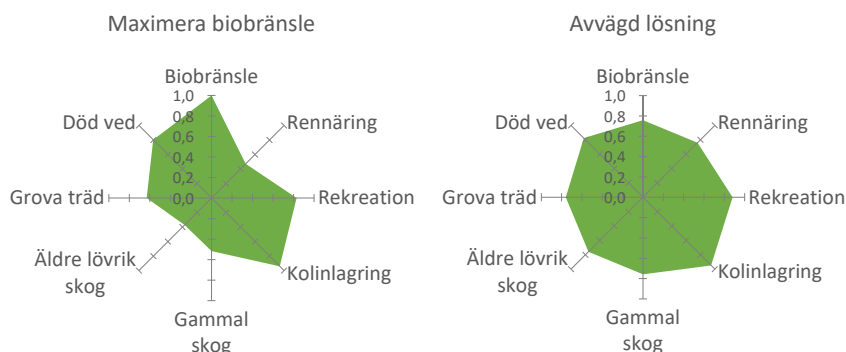 Maximera biobränsle
Biobränsle
1,0
0,8
0,6
0,4
0,2
0,0
Rennäring
Rekreation
Kolinlagring
Gammal
skog
Äldre lövrik
skog
Grova träd
Död ved
Avvägd lösning
Biobränsle
1,0
0,8
0,6
0,4
0,2
0,0
Rennäring
Rekreation
Kolinlagring
Gammal
skog
Äldre lövrik
skog
Grova träd
Död ved